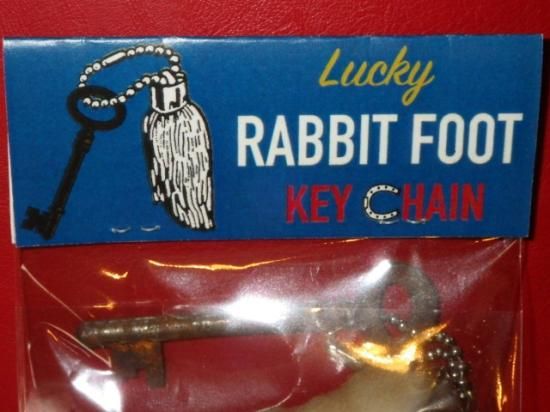 Lucky
RABBIT FOOT
KEY CHAIN